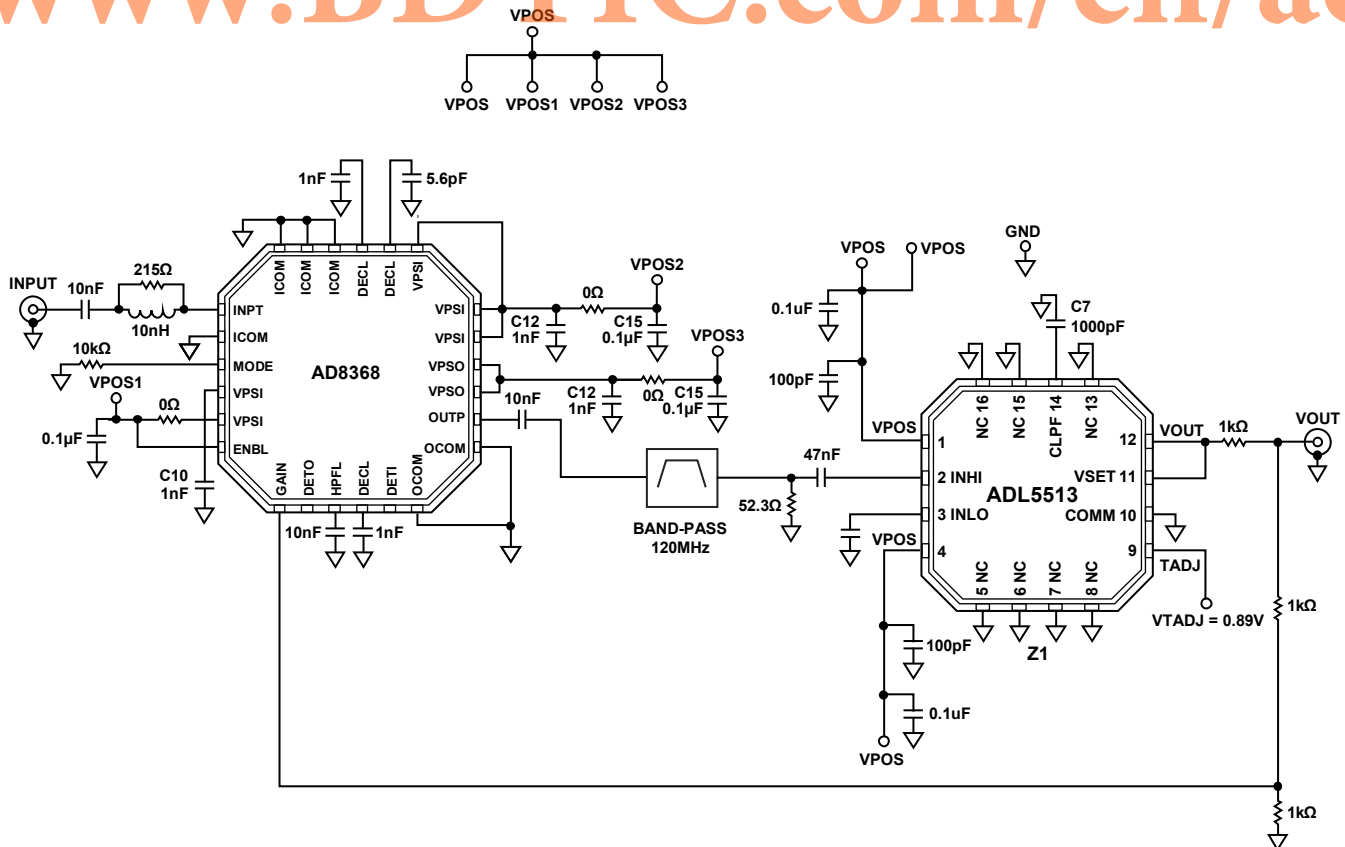 www.BDTIC.com/cn/ad
VPOS
VPOS VPOS1 VPOS2 VPOS3
1nF
5.6pF
GND
VPOS
VPOS
INPUT
10nF
215Ω
10nH
10kΩ
VPOS1
0Ω
0.1µF
C10
1nF
ICOM
ICOM
ICOM
DECL
DECL
VPSI
INPT
ICOM
MODE
VPSI
VPSI
ENBL
AD8368
VPSI
VPSI
VPSO
VPSO
OUTP
OCOM
GAIN
DETO
HPFL
DECL
DETI
OCOM
10nF
1nF
VPOS2
0Ω
C12
1nF
C15
0.1µF
VPOS3
C12
1nF
0Ω
C15
0.1µF
10nF
BAND-PASS
120MHz
52.3Ω
47nF
0.1uF
100pF
C7
1000pF
VPOS
1
2 INHI
3 INLO
VPOS
4
NC 16
NC 15
CLPF 14
NC 13
ADL5513
12
VSET 11
COMM 10
9
5 NC
6 NC
7 NC
8 NC
Z1
VOUT
1kΩ
VOUT
TADJ
VTADJ = 0.89V
1kΩ
100pF
0.1uF
VPOS
1kΩ